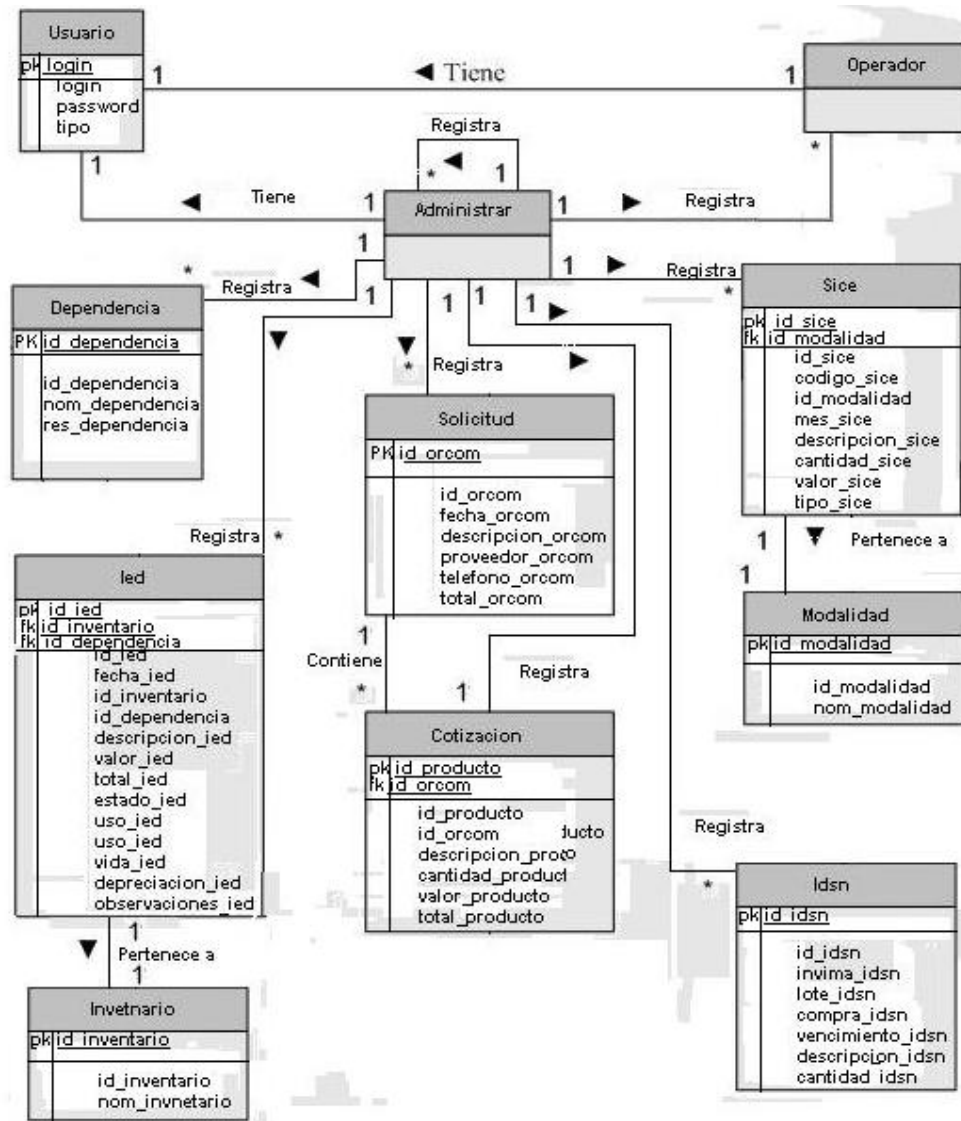 Usuario
pk login
login
password
tipo
1
◄ Tiene
1
Operador
*
1
Tiene
1
Registra
*
1
Administrar
1
Registra
1
1
1
1
1
1
Registra
*
Registra
*
Dependencia
PK id_dependencia
id_dependencia
nom_dependencia
res_dependencia
Sice
pk id_sice
fk id_modalidad
id_sice
codigo_sice
id_modalidad
mes_sice
descripcion_sice
cantidad_sice
valor_sice
tipo_sice
*
Registra
Solicitud
PK id_orcom
id_orcom
fecha_orcom
descripcion_orcom
proveedor_orcom
telefono_orcom
total_orcom
1
Pertenece a
1
Modalidad
pk id_modalidad
id_modalidad
nom_modalidad
Registra *
Ied
pk id_ied
fk id_inventario
fk id_dependencia
id_ied
fecha_ied
id_inventario
id_dependencia
descripcion_ied
valor_ied
total_ied
estado_ied
uso_ied
uso_ied
vida_ied
depreciacion_ied
observaciones_ied
1
Contiene
*
1
Registra
Cotizacion
pk id_producto
fk id_orcom
id_producto
id_orcom ducto
descripcion_proco
cantidad_product
valor_producto
total_producto
Registra
*
Idsn
pk id_idsn
id_idsn
invima_idsn
lote_idsn
compra_idsn
vencimiento_idsn
descripcion_idsn
cantidad_idsn
1
Pertenece a
1
Invetnario
pk id_inventario
id_inventario
nom_invnetario